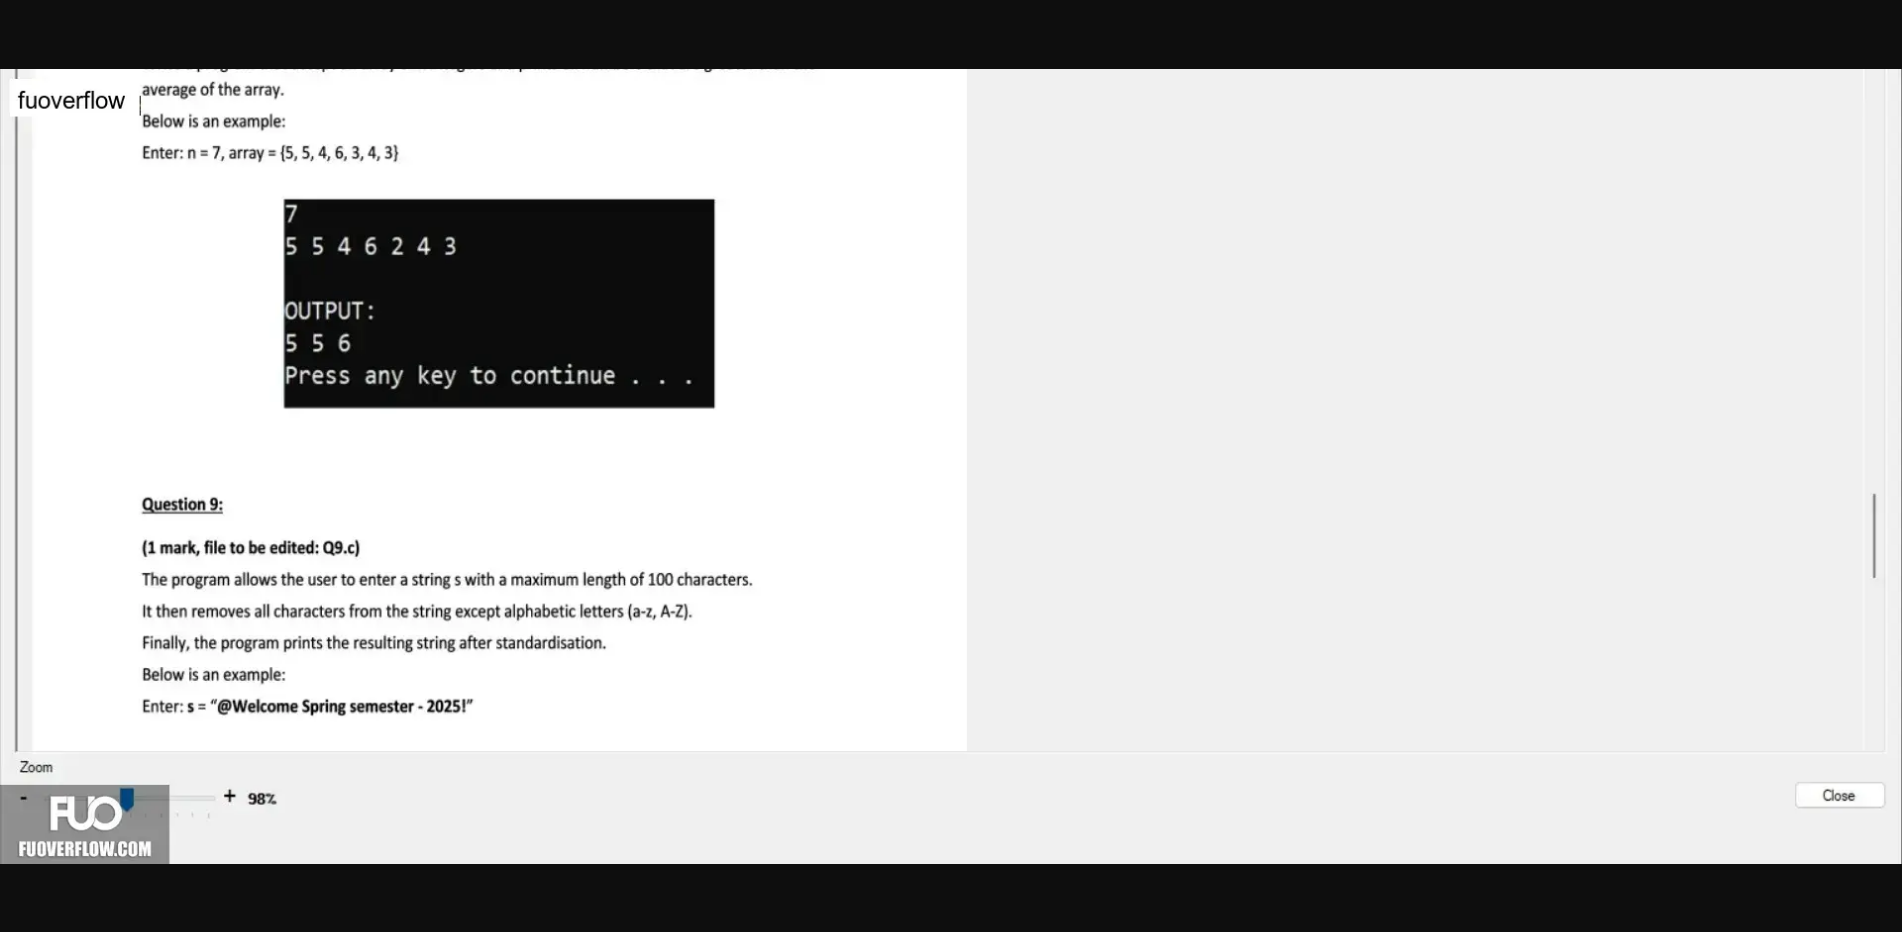 average of the array.
fuoverflow
Below is an example:
Enter: n = 7, array = {5, 5, 4, 6, 3, 4, 3}
7
5 5 4 6 2 4 3
OUTPUT:
5 5 6
Press any key to continue . . .
Question 9:
(1 mark, file to be edited: Q9.c)
The program allows the user to enter a string s with a maximum length of 100 characters.
It then removes all characters from the string except alphabetic letters (a-z, A-Z).
Finally, the program prints the resulting string after standardisation.
Below is an example:
Enter: s = “@Welcome Spring semester - 2025!”
Zoom
- + 98%
Close
FUO
FUOVERFLOW.COM